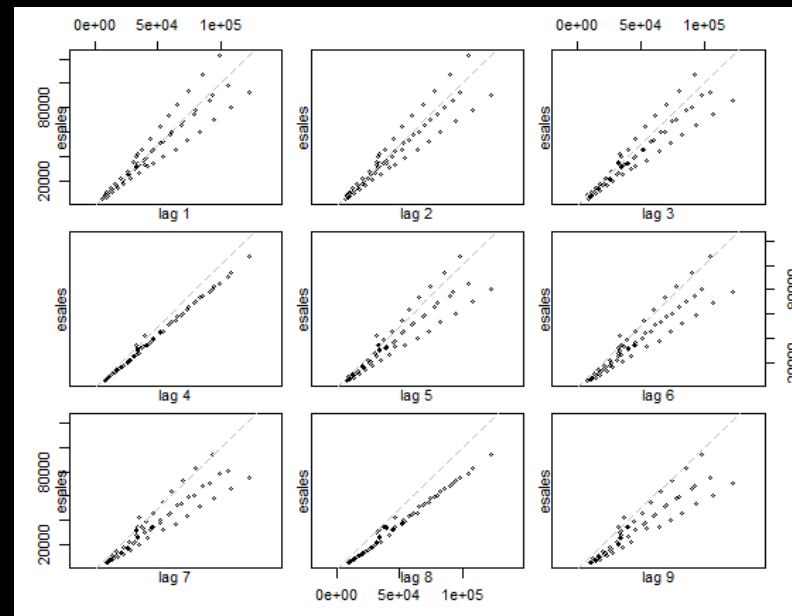 0e+00 5e+04 1e+05 0e+00 5e+04 1e+05
20000 80000
esales
lag 1
esales
lag 2
esales
lag 3
esales
lag 4
esales
lag 5
esales
lag 6
20000 80000
20000 80000
esales
lag 7
esales
lag 8
esales
lag 9
0e+00 5e+04 1e+05